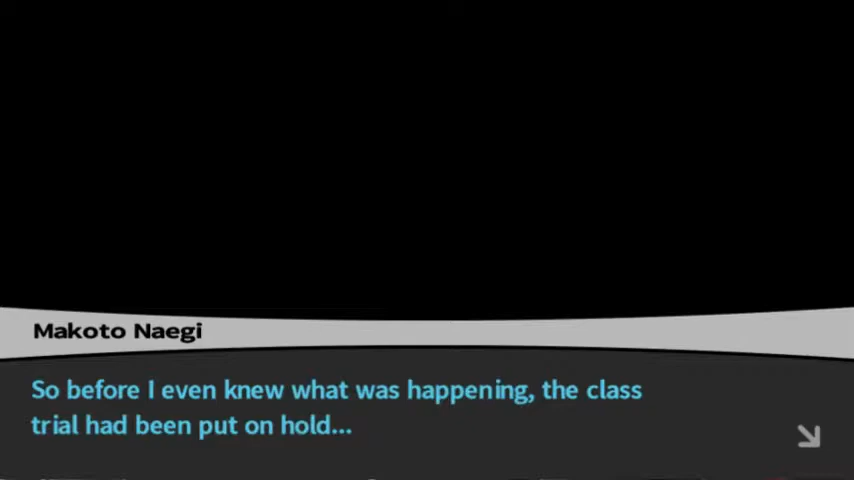 Makoto Naegi
So before I even knew what was happening, the class
trial had been put on hold...